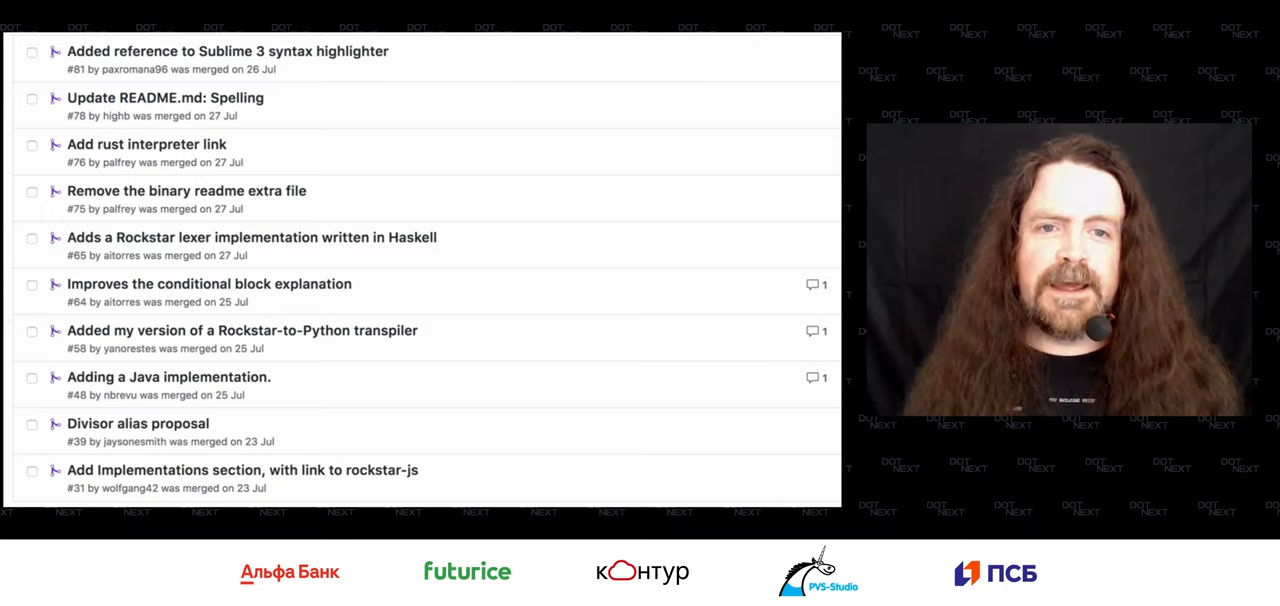 Added reference to Sublime 3 syntax highlighter
#81 by paxromana96 was merged on 26 Jul
Update README.md: Spelling
#78 by highb was merged on 27 Jul
Add rust interpreter link
#76 by palfrey was merged on 27 Jul
Remove the binary readme extra file
#75 by palfrey was merged on 27 Jul
Adds a Rockstar lexer implementation written in Haskell
#65 by aitorres was merged on 27 Jul
Improves the conditional block explanation
1
#64 by aitorres was merged on 25 Jul
Added my version of a Rockstar-to-Python transpiler
1
#58 by yanorestes was merged on 25 Jul
Adding a Java implementation.
1
#48 by nbrevu was merged on 25 Jul
Divisor alias proposal
#39 by jaysonesmith was merged on 23 Jul
Add Implementations section, with link to rockstar-js
#31 by wolfgang42 was merged on 23 Jul
DOT
NEXT
Альфа Банк
futurice
контур
PVS-Studio
ПСБ